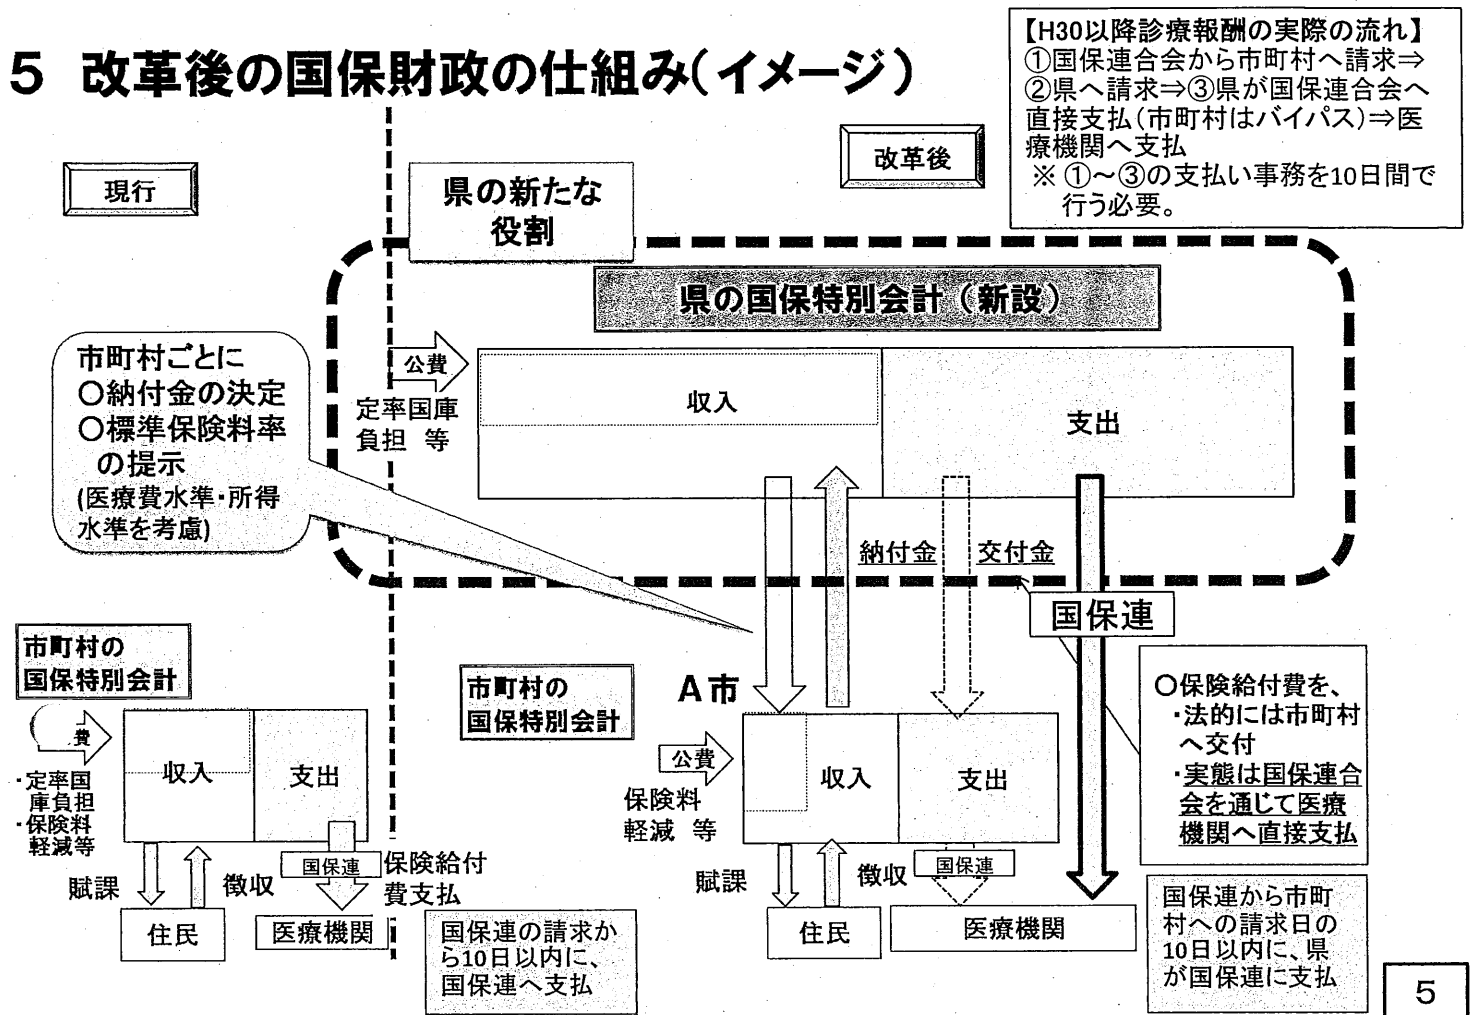 5 改革後の国保財政の仕組み(イメージ)
【H30以降診療報酬の実際の流れ】
①国保連合会から市町村へ請求⇒
②県へ請求⇒③県が国保連合会へ
直接支払(市町村はバイパス)⇒医
療機関へ支払
※ ①～③の支払い事務を10日間で
行う必要。
現行
改革後
県の新たな
役割
県の国保特別会計(新設)
市町村ごとに
○納付金の決定
○標準保険料率
の提示
(医療費水準・所得
水準を考慮)
公費
定率国庫
負担 等
収入
支出
納付金
交付金
国保連
市町村の
国保特別会計
費
・定率国
庫負担
・保険料
軽減等
収入
支出
賦課
徴収
国保連
保険給付
費支払
住民
医療機関
国保連の請求か
ら10日以内に、
国保連へ支払
市町村の
国保特別会計
A市
公費
保険料
軽減 等
収入
支出
賦課
徴収
国保連
住民
医療機関
○保険給付費を、
・法的には市町村
へ交付
・実態は国保連合
会を通じて医療
機関へ直接支払
国保連から市町
村への請求日の
10日以内に、県
が国保連に支払
5